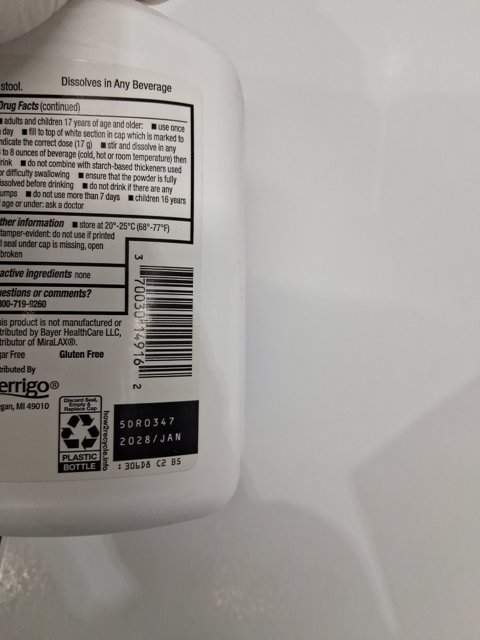 stool.
Dissolves in Any Beverage
Drug Facts (continued)
■ adults and children 17 years of age and older: ■ use once
day ■ fill to top of white section in cap which is marked to
indicate the correct dose (17 g) ■ stir and dissolve in any
to 8 ounces of beverage (cold, hot or room temperature) then
drink ■ do not combine with starch-based thickeners used
or difficulty swallowing ■ ensure that the powder is fully
issolved before drinking ■ do not drink if there are any
umps ■ do not use more than 7 days ■ children 16 years
f age or under: ask a doctor
ther information ■ store at 20°-25°C (68°-77°F)
tamper-evident: do not use if printed
l seal under cap is missing, open
broken
active ingredients none
uestions or comments?
800-719-9260
his product is not manufactured or
tributed by Bayer HealthCare LLC,
tributor of MiraLAX®.
gar Free
Gluten Free
tributed By
errigo®
gan, MI 49010
3 70030 14916 2
Discard Seal,
Empty &
Replace Cap
PLASTIC
BOTTLE
how2recycle.info
5DR0347
2028/JAN
:306D8 C2 B5